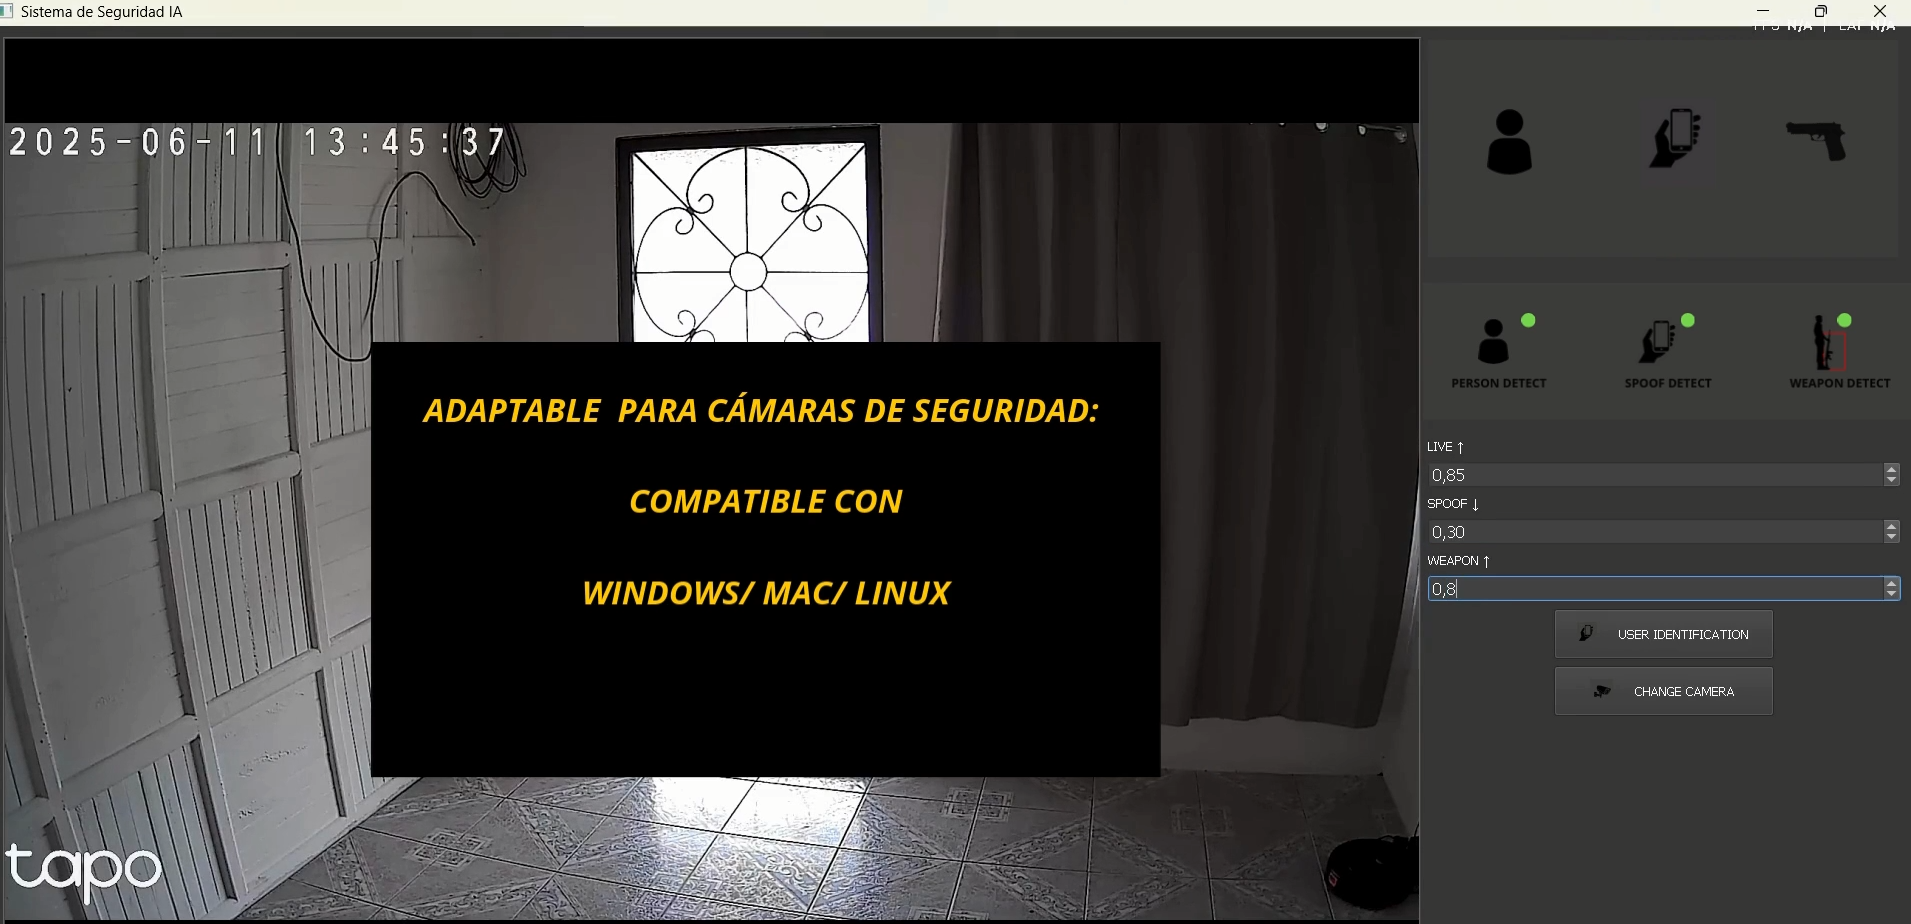 Sistema de Seguridad IA
FPS N/A | LAT N/A
2025-06-11 13:45:37
ADAPTABLE PARA CÁMARAS DE SEGURIDAD:
COMPATIBLE CON
WINDOWS/ MAC/ LINUX
tapo
PERSON DETECT
SPOOF DETECT
WEAPON DETECT
LIVE ↑
0,85
SPOOF ↓
0,30
WEAPON ↑
0,8
USER IDENTIFICATION
CHANGE CAMERA